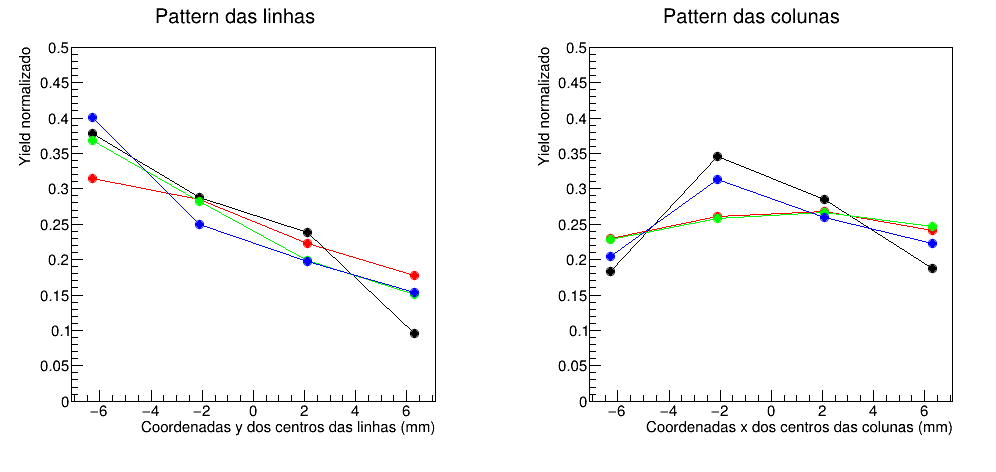 Pattern das linhas
Yield normalizado
0.5
0.45
0.4
0.35
0.3
0.25
0.2
0.15
0.1
0.05
0
−6 −4 −2 0 2 4 6
Coordenadas y dos centros das linhas (mm)
Pattern das colunas
Yield normalizado
0.5
0.45
0.4
0.35
0.3
0.25
0.2
0.15
0.1
0.05
0
−6 −4 −2 0 2 4 6
Coordenadas x dos centros das colunas (mm)